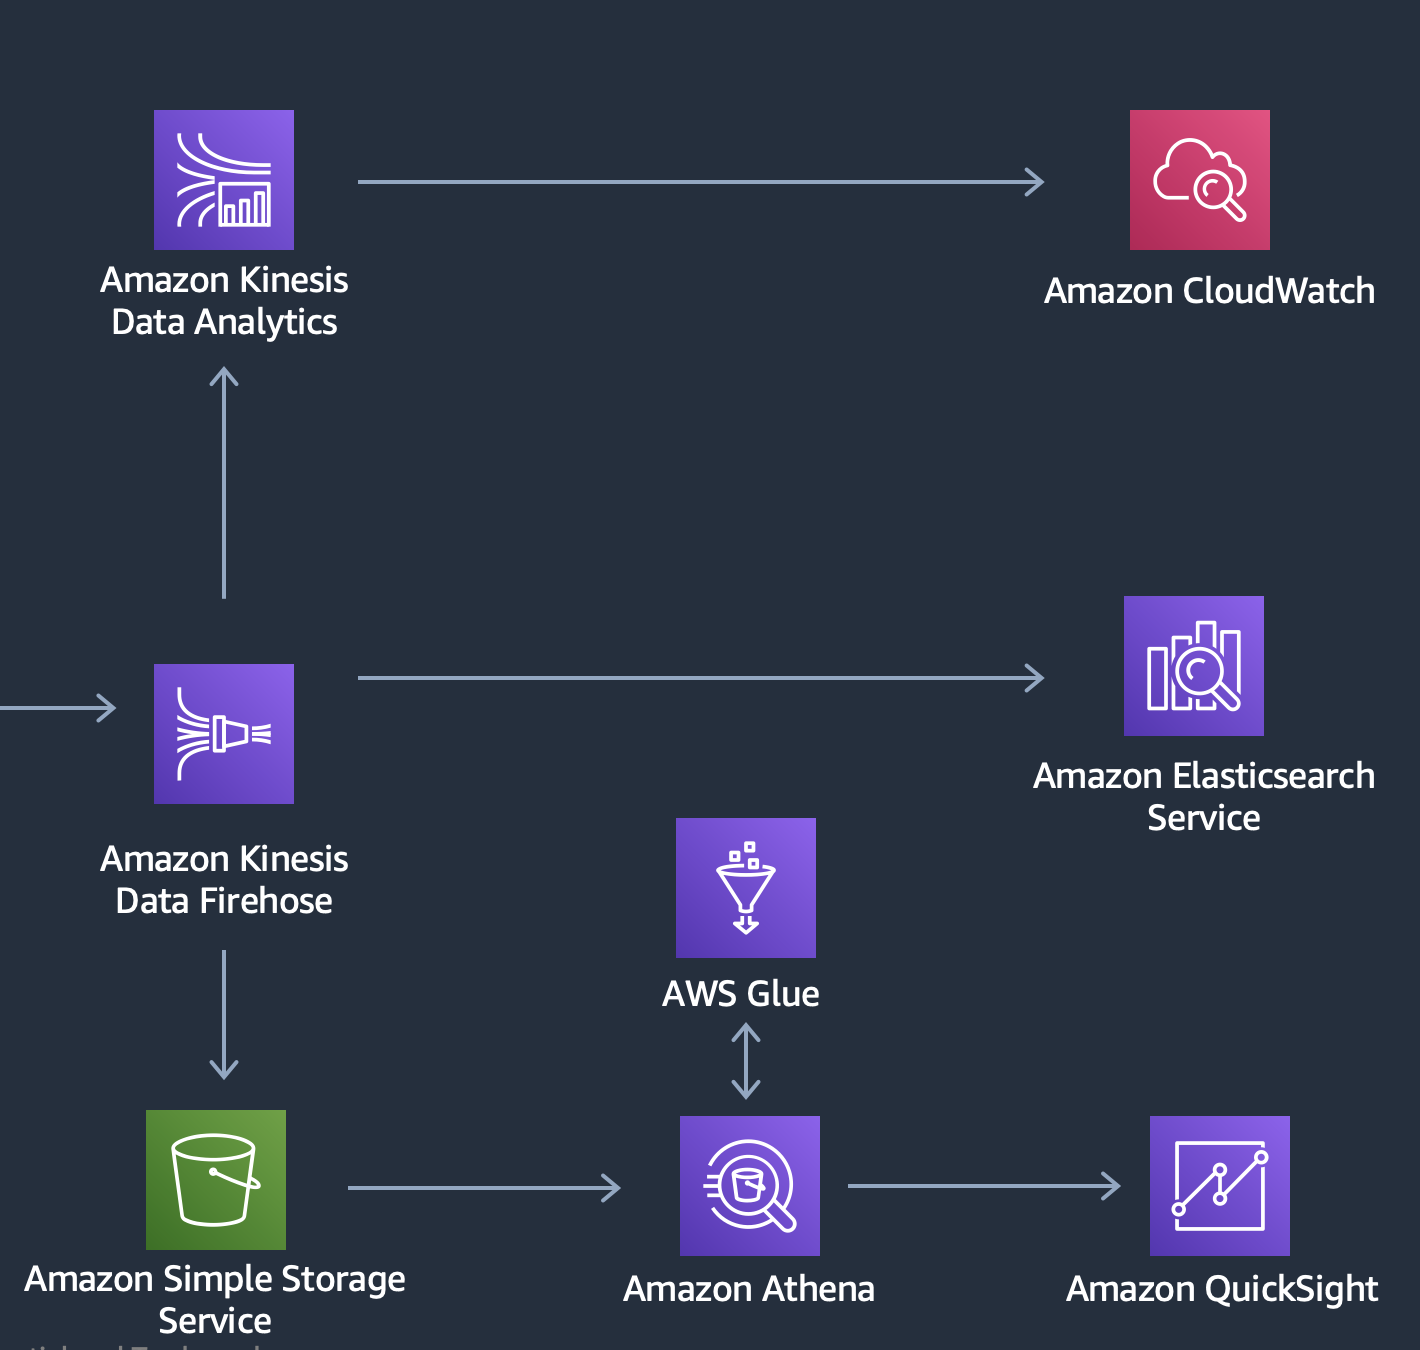 Amazon Kinesis
Data Analytics
Amazon CloudWatch
Amazon Elasticsearch
Service
Amazon Kinesis
Data Firehose
AWS Glue
Amazon Simple Storage
Service
Amazon Athena
Amazon QuickSight